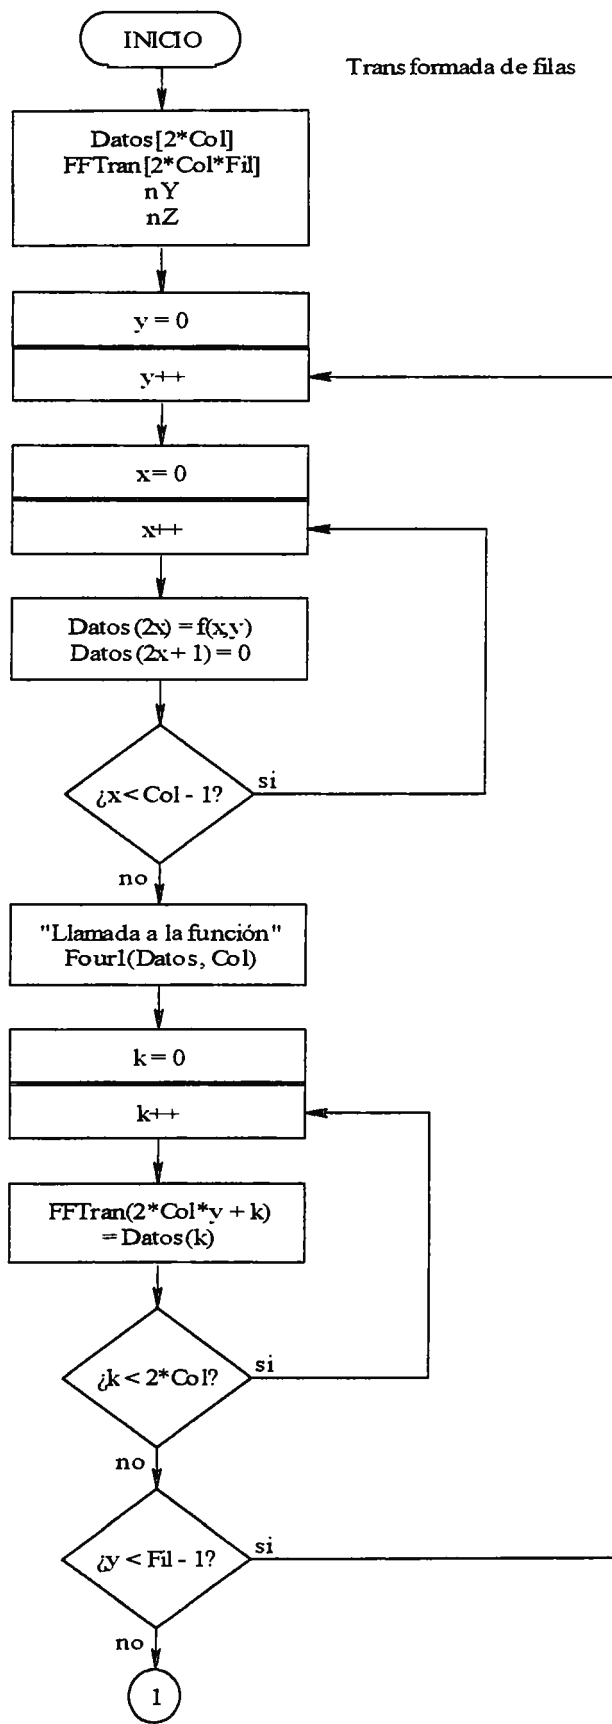 INICIO
Transformada de filas
Datos[2*Col]
FFTran[2*Col*Fil]
nY
nZ
y = 0
y++
x = 0
x++
Datos(2x) = f(x,y)
Datos(2x + 1) = 0
¿x < Col - 1?
si
no
"Llamada a la función"
Four1(Datos, Col)
k = 0
k++
FFTran(2*Col*y + k)
= Datos(k)
¿k < 2*Col?
si
no
¿y < Fil - 1?
si
no
1